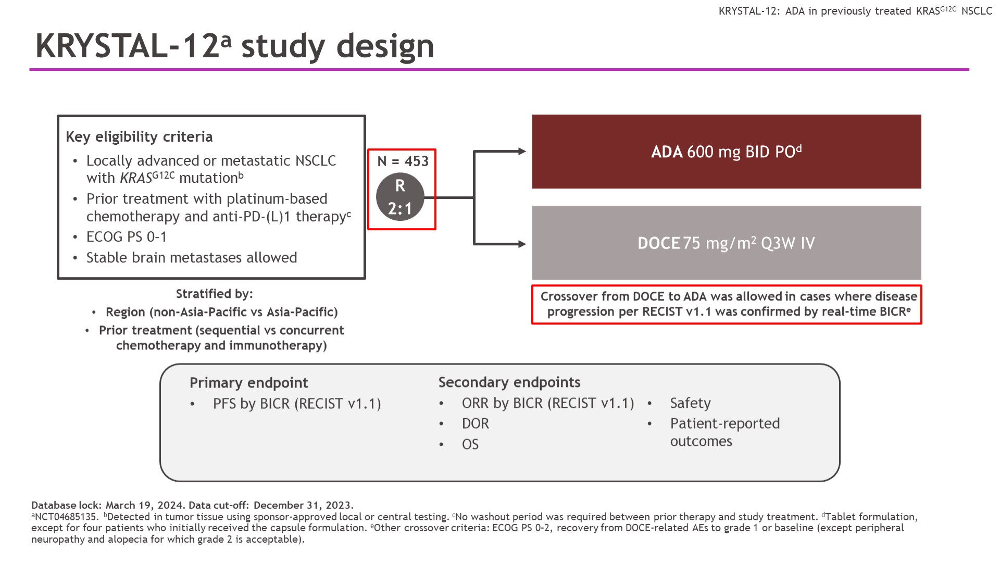 KRYSTAL-12: ADA in previously treated KRASᴳ¹²ᶜ NSCLC
KRYSTAL-12ᵃ study design
Key eligibility criteria
• Locally advanced or metastatic NSCLC
with KRASᴳ¹²ᶜ mutationᵇ
• Prior treatment with platinum-based
chemotherapy and anti-PD-(L)1 therapyᶜ
• ECOG PS 0–1
• Stable brain metastases allowed
Stratified by:
• Region (non-Asia-Pacific vs Asia-Pacific)
• Prior treatment (sequential vs concurrent
chemotherapy and immunotherapy)
N = 453
R
2:1
ADA 600 mg BID POᵈ
DOCE 75 mg/m² Q3W IV
Crossover from DOCE to ADA was allowed in cases where disease
progression per RECIST v1.1 was confirmed by real-time BICRᵉ
Primary endpoint
• PFS by BICR (RECIST v1.1)
Secondary endpoints
• ORR by BICR (RECIST v1.1)
• DOR
• OS
• Safety
• Patient-reported
outcomes
Database lock: March 19, 2024. Data cut-off: December 31, 2023.
ᵃNCT04685135. ᵇDetected in tumor tissue using sponsor-approved local or central testing. ᶜNo washout period was required between prior therapy and study treatment. ᵈTablet formulation,
except for four patients who initially received the capsule formulation. ᵉOther crossover criteria: ECOG PS 0-2, recovery from DOCE-related AEs to grade 1 or baseline (except peripheral
neuropathy and alopecia for which grade 2 is acceptable).